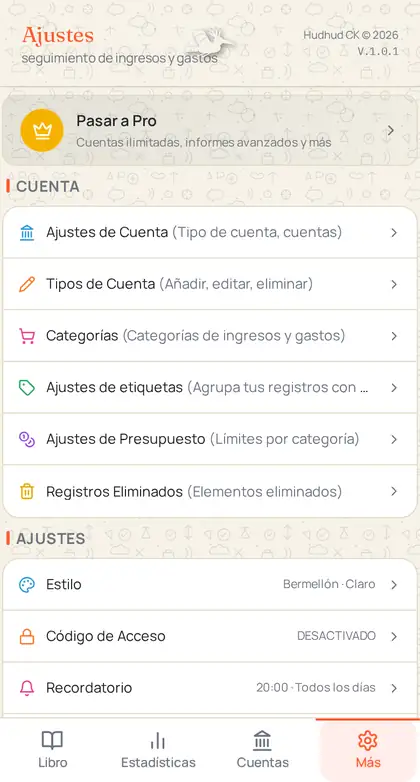 Ajustes
seguimiento de ingresos y gastos
Hudhud CK © 2026
V.1.0.1
Pasar a Pro
Cuentas ilimitadas, informes avanzados y más
CUENTA
Ajustes de Cuenta (Tipo de cuenta, cuentas)
Tipos de Cuenta (Añadir, editar, eliminar)
Categorías (Categorías de ingresos y gastos)
Ajustes de etiquetas (Agrupa tus registros con ...
Ajustes de Presupuesto (Límites por categoría)
Registros Eliminados (Elementos eliminados)
AJUSTES
Estilo Bermellón · Claro
Código de Acceso DESACTIVADO
Recordatorio 20:00 · Todos los días
Libro Estadísticas Cuentas Más